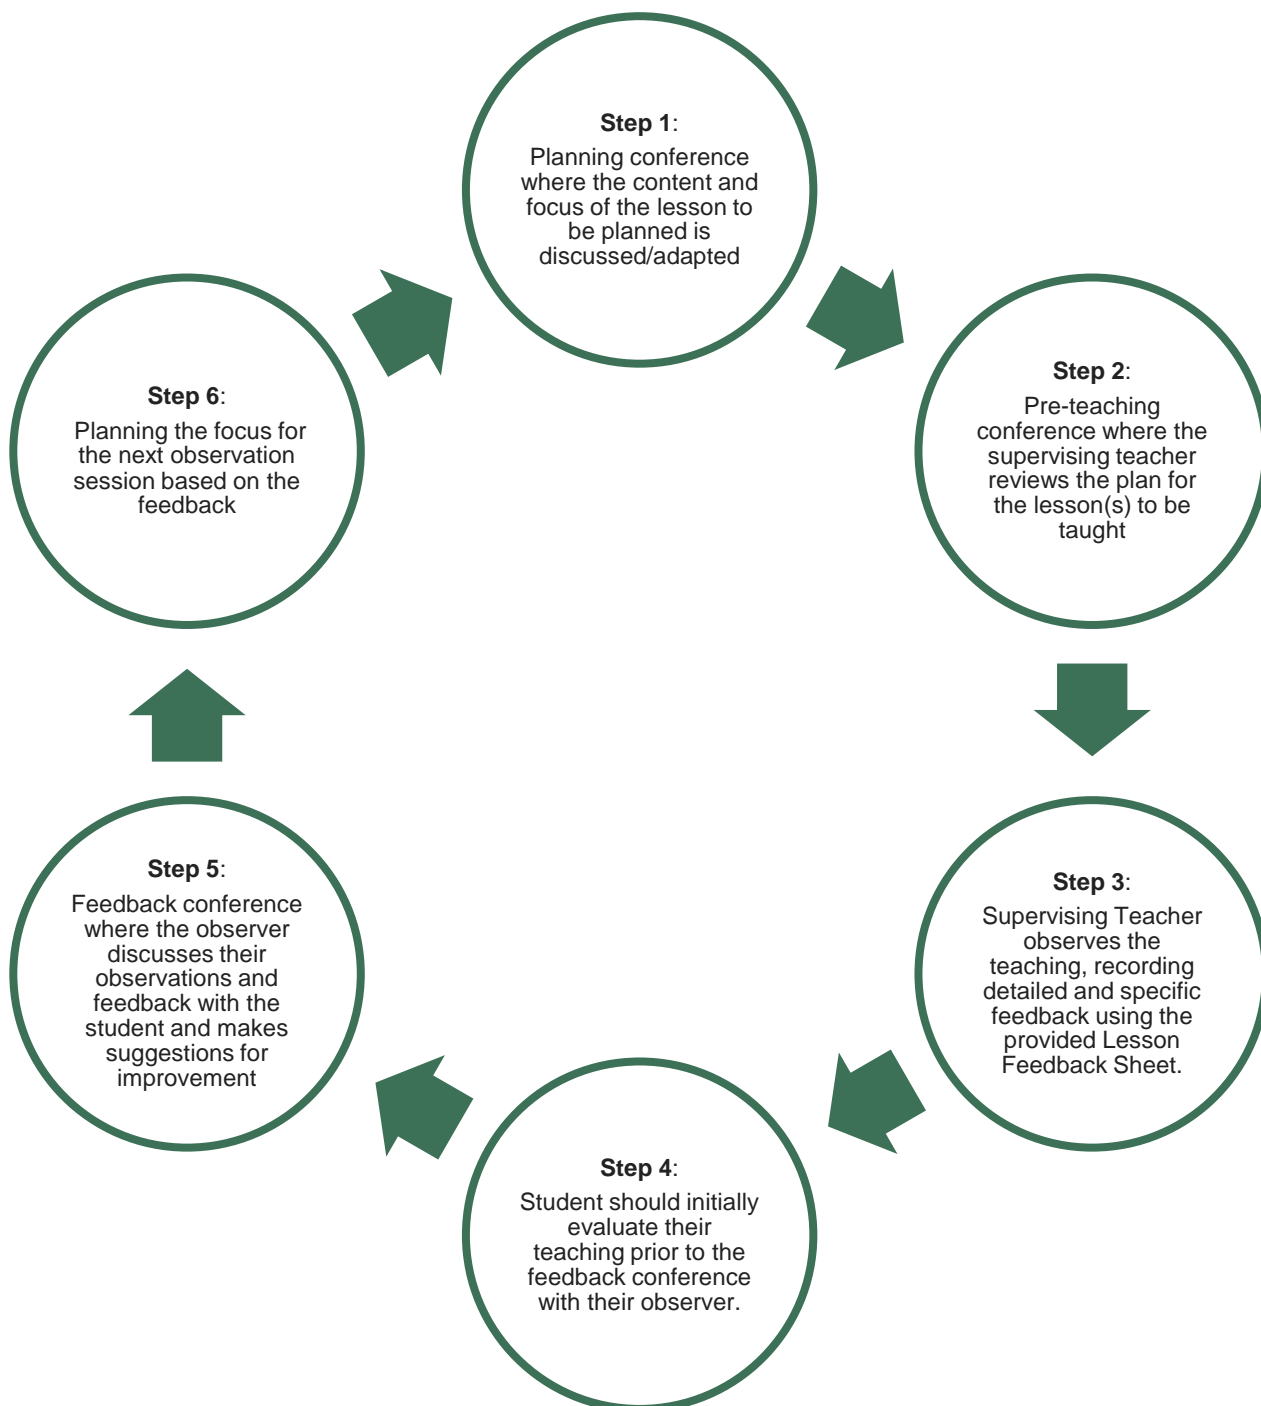 Step 1:
Planning conference
where the content and
focus of the lesson to
be planned is
discussed/adapted
Step 2:
Pre-teaching
conference where the
supervising teacher
reviews the plan for
the lesson(s) to be
taught
Step 3:
Supervising Teacher
observes the
teaching, recording
detailed and specific
feedback using the
provided Lesson
Feedback Sheet.
Step 4:
Student should initially
evaluate their
teaching prior to the
feedback conference
with their observer.
Step 5:
Feedback conference
where the observer
discusses their
observations and
feedback with the
student and makes
suggestions for
improvement
Step 6:
Planning the focus for
the next observation
session based on the
feedback